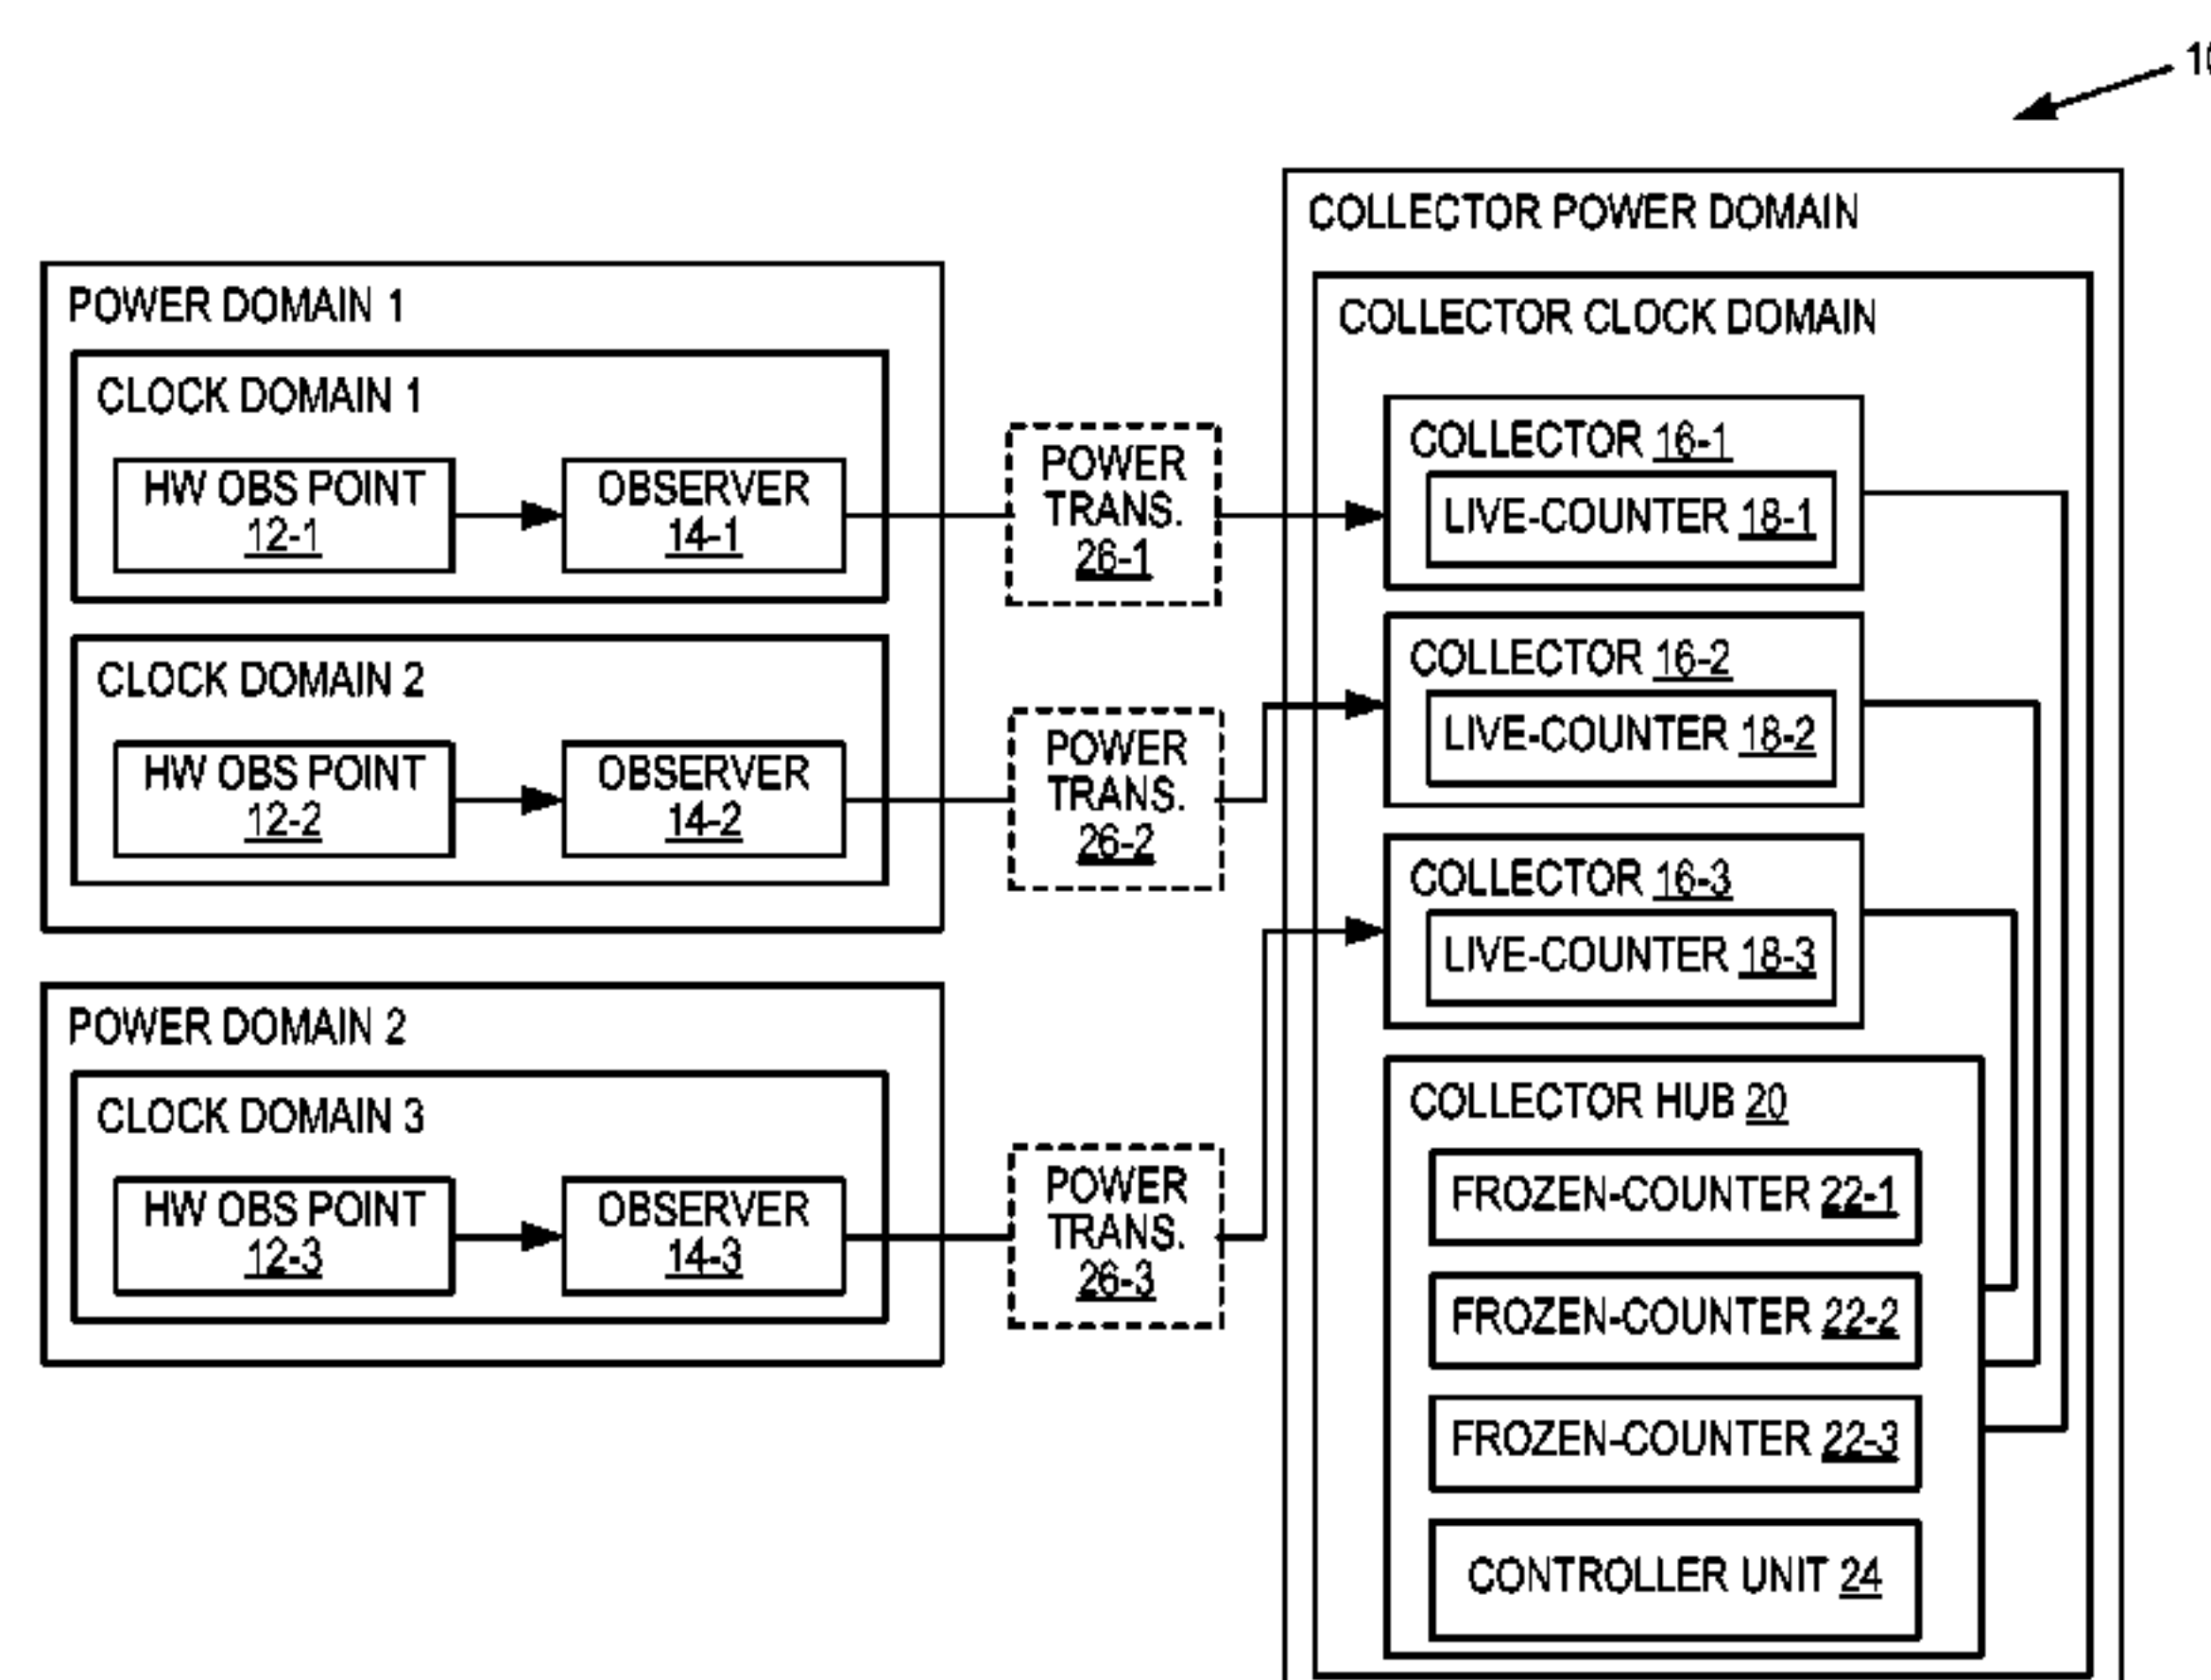 10
POWER DOMAIN 1
CLOCK DOMAIN 1
HW OBS POINT
12-1
OBSERVER
14-1
CLOCK DOMAIN 2
HW OBS POINT
12-2
OBSERVER
14-2
POWER DOMAIN 2
CLOCK DOMAIN 3
HW OBS POINT
12-3
OBSERVER
14-3
POWER
TRANS.
26-1
POWER
TRANS.
26-2
POWER
TRANS.
26-3
COLLECTOR POWER DOMAIN
COLLECTOR CLOCK DOMAIN
COLLECTOR 16-1
LIVE-COUNTER 18-1
COLLECTOR 16-2
LIVE-COUNTER 18-2
COLLECTOR 16-3
LIVE-COUNTER 18-3
COLLECTOR HUB 20
FROZEN-COUNTER 22-1
FROZEN-COUNTER 22-2
FROZEN-COUNTER 22-3
CONTROLLER UNIT 24